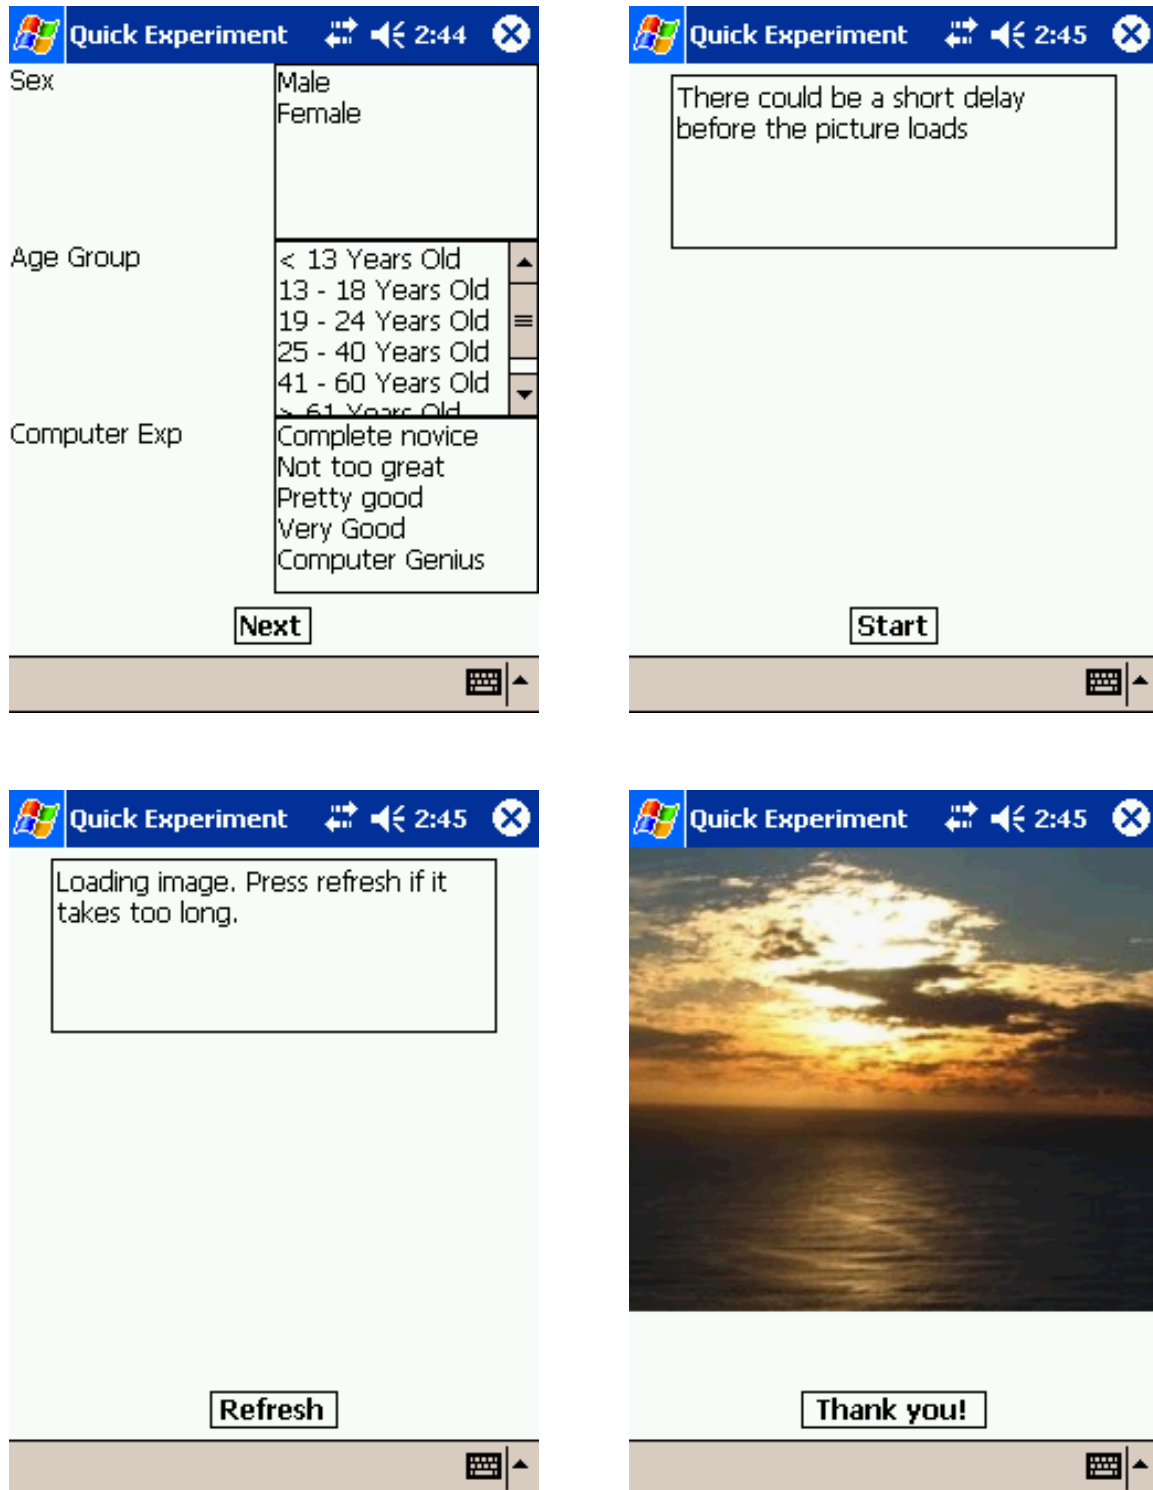 Quick Experiment 2:44
Sex
Male
Female
Age Group
< 13 Years Old
13 - 18 Years Old
19 - 24 Years Old
25 - 40 Years Old
41 - 60 Years Old
> 61 Years Old
Computer Exp
Complete novice
Not too great
Pretty good
Very Good
Computer Genius
Next
Quick Experiment 2:45
There could be a short delay
before the picture loads
Start
Quick Experiment 2:45
Loading image. Press refresh if it
takes too long.
Refresh
Quick Experiment 2:45
Thank you!